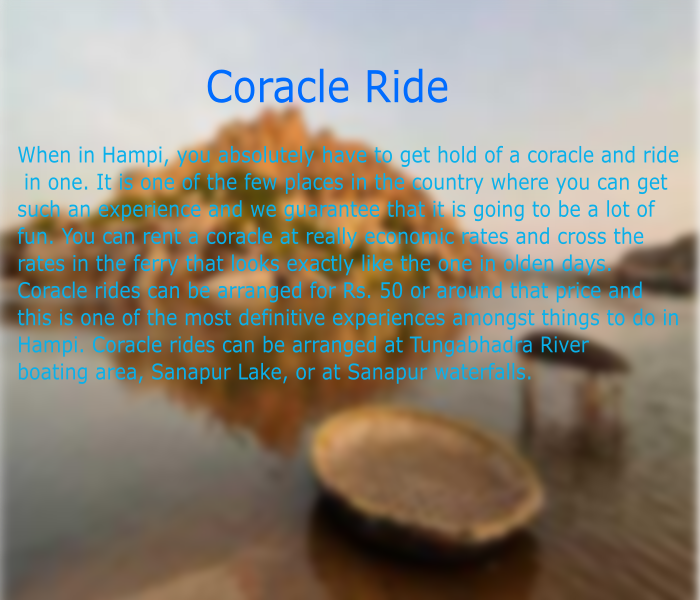 Coracle Ride
When in Hampi, you absolutely have to get hold of a coracle and ride
in one. It is one of the few places in the country where you can get
such an experience and we guarantee that it is going to be a lot of
fun. You can rent a coracle at really economic rates and cross the
rates in the ferry that looks exactly like the one in olden days.
Coracle rides can be arranged for Rs. 50 or around that price and
this is one of the most definitive experiences amongst things to do in
Hampi. Coracle rides can be arranged at Tungabhadra River
boating area, Sanapur Lake, or at Sanapur waterfalls.